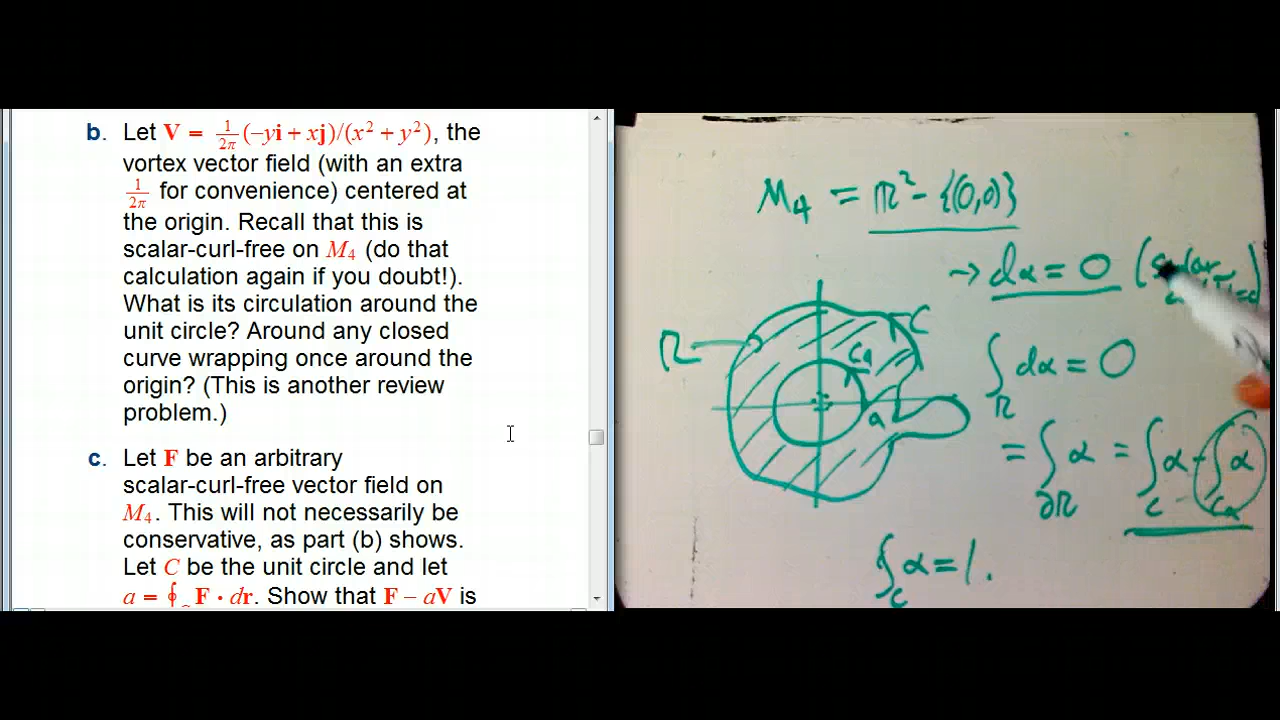 b. Let V = 1/2π (−yi + xj)/(x² + y²), the
vortex vector field (with an extra
1/2π for convenience) centered at
the origin. Recall that this is
scalar-curl-free on M₄ (do that
calculation again if you doubt!).
What is its circulation around the
unit circle? Around any closed
curve wrapping once around the
origin? (This is another review
problem.)
c. Let F be an arbitrary
scalar-curl-free vector field on
M₄. This will not necessarily be
conservative, as part (b) shows.
Let C be the unit circle and let
a = ∮ F · dr. Show that F − aV is
M₄ = ℝ² − {(0,0)}
→ dα = 0
R
C
Cₐ
a
∫_R dα = 0
= ∫_∂R α = ∫_C α − ∫_Cₐ α
∮_C α = 1.